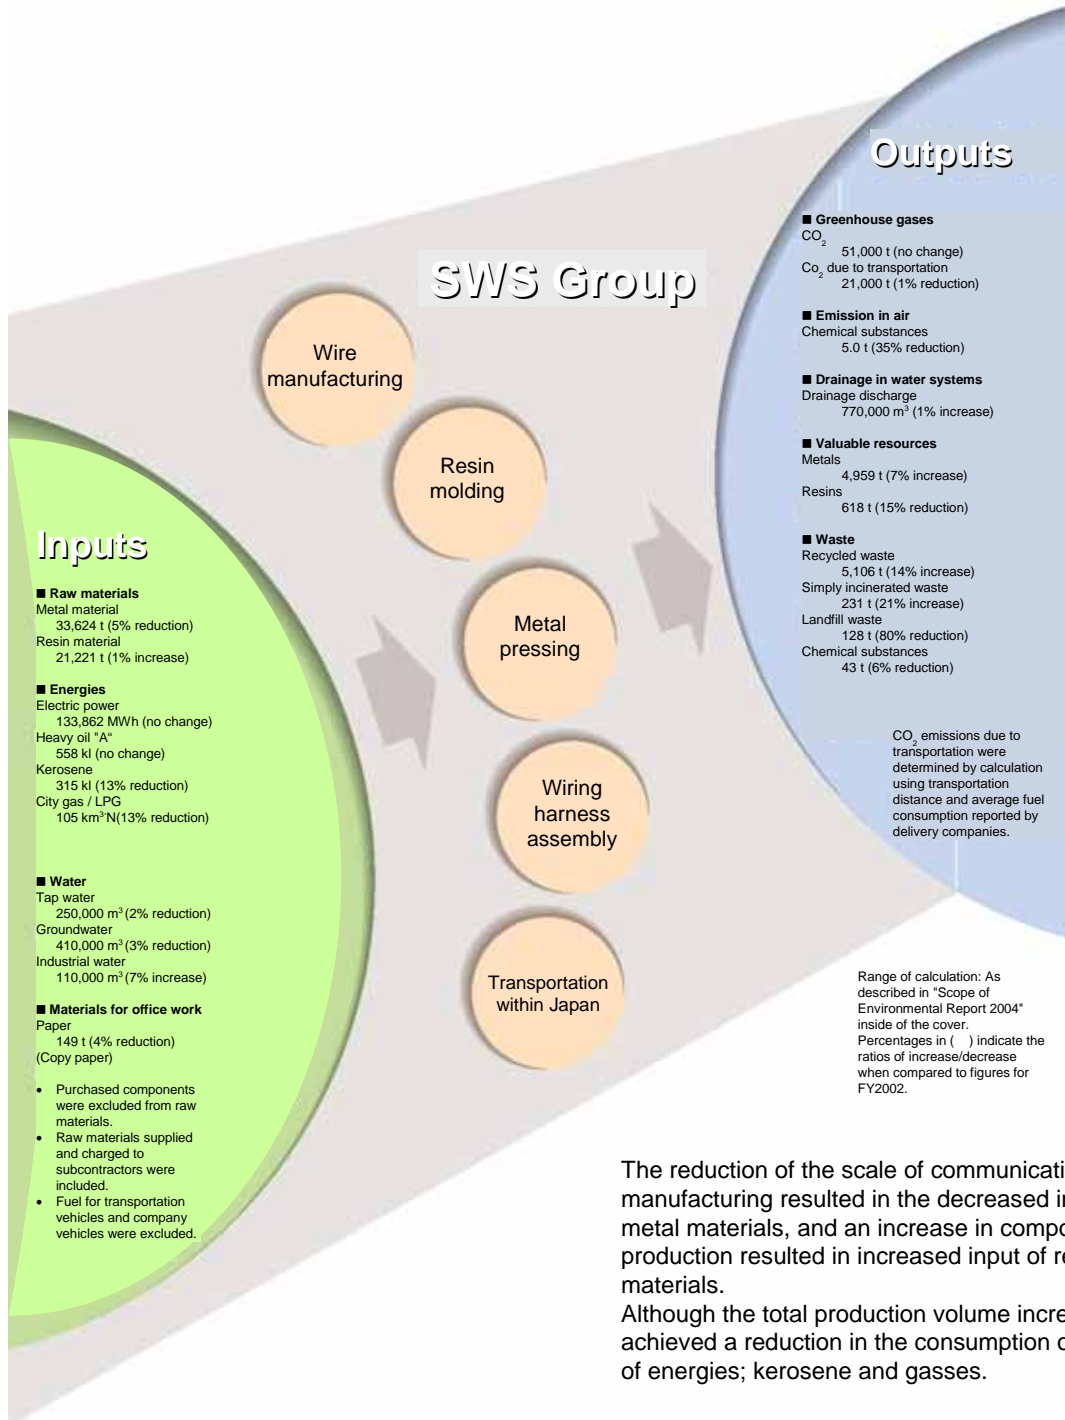 Outputs
■ Greenhouse gases
CO2
51,000 t (no change)
Co2 due to transportation
21,000 t (1% reduction)
■ Emission in air
Chemical substances
5.0 t (35% reduction)
■ Drainage in water systems
Drainage discharge
770,000 m³ (1% increase)
■ Valuable resources
Metals
4,959 t (7% increase)
Resins
618 t (15% reduction)
■ Waste
Recycled waste
5,106 t (14% increase)
Simply incinerated waste
231 t (21% increase)
Landfill waste
128 t (80% reduction)
Chemical substances
43 t (6% reduction)
CO2 emissions due to
transportation were
determined by calculation
using transportation
distance and average fuel
consumption reported by
delivery companies.
SWS Group
Wire
manufacturing
Resin
molding
Metal
pressing
Wiring
harness
assembly
Transportation
within Japan
Inputs
■ Raw materials
Metal material
33,624 t (5% reduction)
Resin material
21,221 t (1% increase)
■ Energies
Electric power
133,862 MWh (no change)
Heavy oil "A“
558 kl (no change)
Kerosene
315 kl (13% reduction)
City gas / LPG
105 km³·N(13% reduction)
■ Water
Tap water
250,000 m³ (2% reduction)
Groundwater
410,000 m³ (3% reduction)
Industrial water
110,000 m³ (7% increase)
■ Materials for office work
Paper
149 t (4% reduction)
(Copy paper)
• Purchased components
were excluded from raw
materials.
• Raw materials supplied
and charged to
subcontractors were
included.
• Fuel for transportation
vehicles and company
vehicles were excluded.
Range of calculation: As
described in "Scope of
Environmental Report 2004"
inside of the cover.
Percentages in (   ) indicate the
ratios of increase/decrease
when compared to figures for
FY2002.
The reduction of the scale of
manufacturing resulted in the decreased
metal materials, and an increase in
production resulted in increased input of
materials.
Although the total production volume
achieved a reduction in the consumption
of energies; kerosene and gasses.